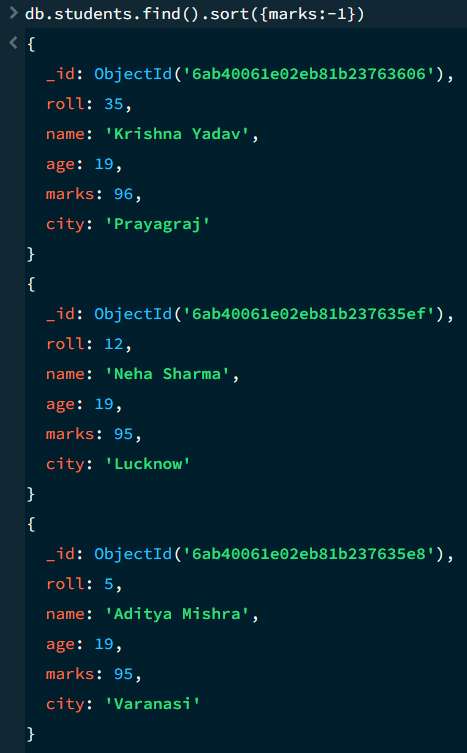 > db.students.find().sort({marks:-1})
< {
_id: ObjectId('6ab40061e02eb81b23763606'),
roll: 35,
name: 'Krishna Yadav',
age: 19,
marks: 96,
city: 'Prayagraj'
}
{
_id: ObjectId('6ab40061e02eb81b237635ef'),
roll: 12,
name: 'Neha Sharma',
age: 19,
marks: 95,
city: 'Lucknow'
}
{
_id: ObjectId('6ab40061e02eb81b237635e8'),
roll: 5,
name: 'Aditya Mishra',
age: 19,
marks: 95,
city: 'Varanasi'
}